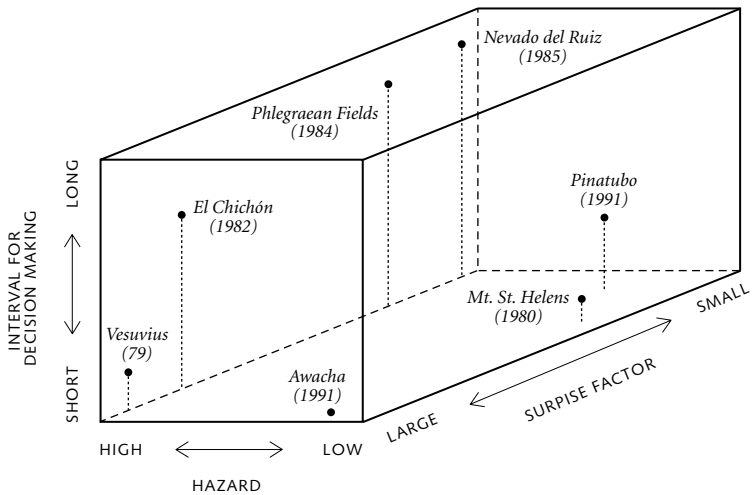 Nevado del Ruiz
(1985)
Phlegraean Fields
(1984)
Pinatubo
(1991)
El Chichón
(1982)
Mt. St. Helens
(1980)
Vesuvius
(79)
Awacha
(1991)
INTERVAL FOR
DECISION MAKING
LONG
SHORT
HIGH
LOW
HAZARD
LARGE
SMALL
SURPISE FACTOR